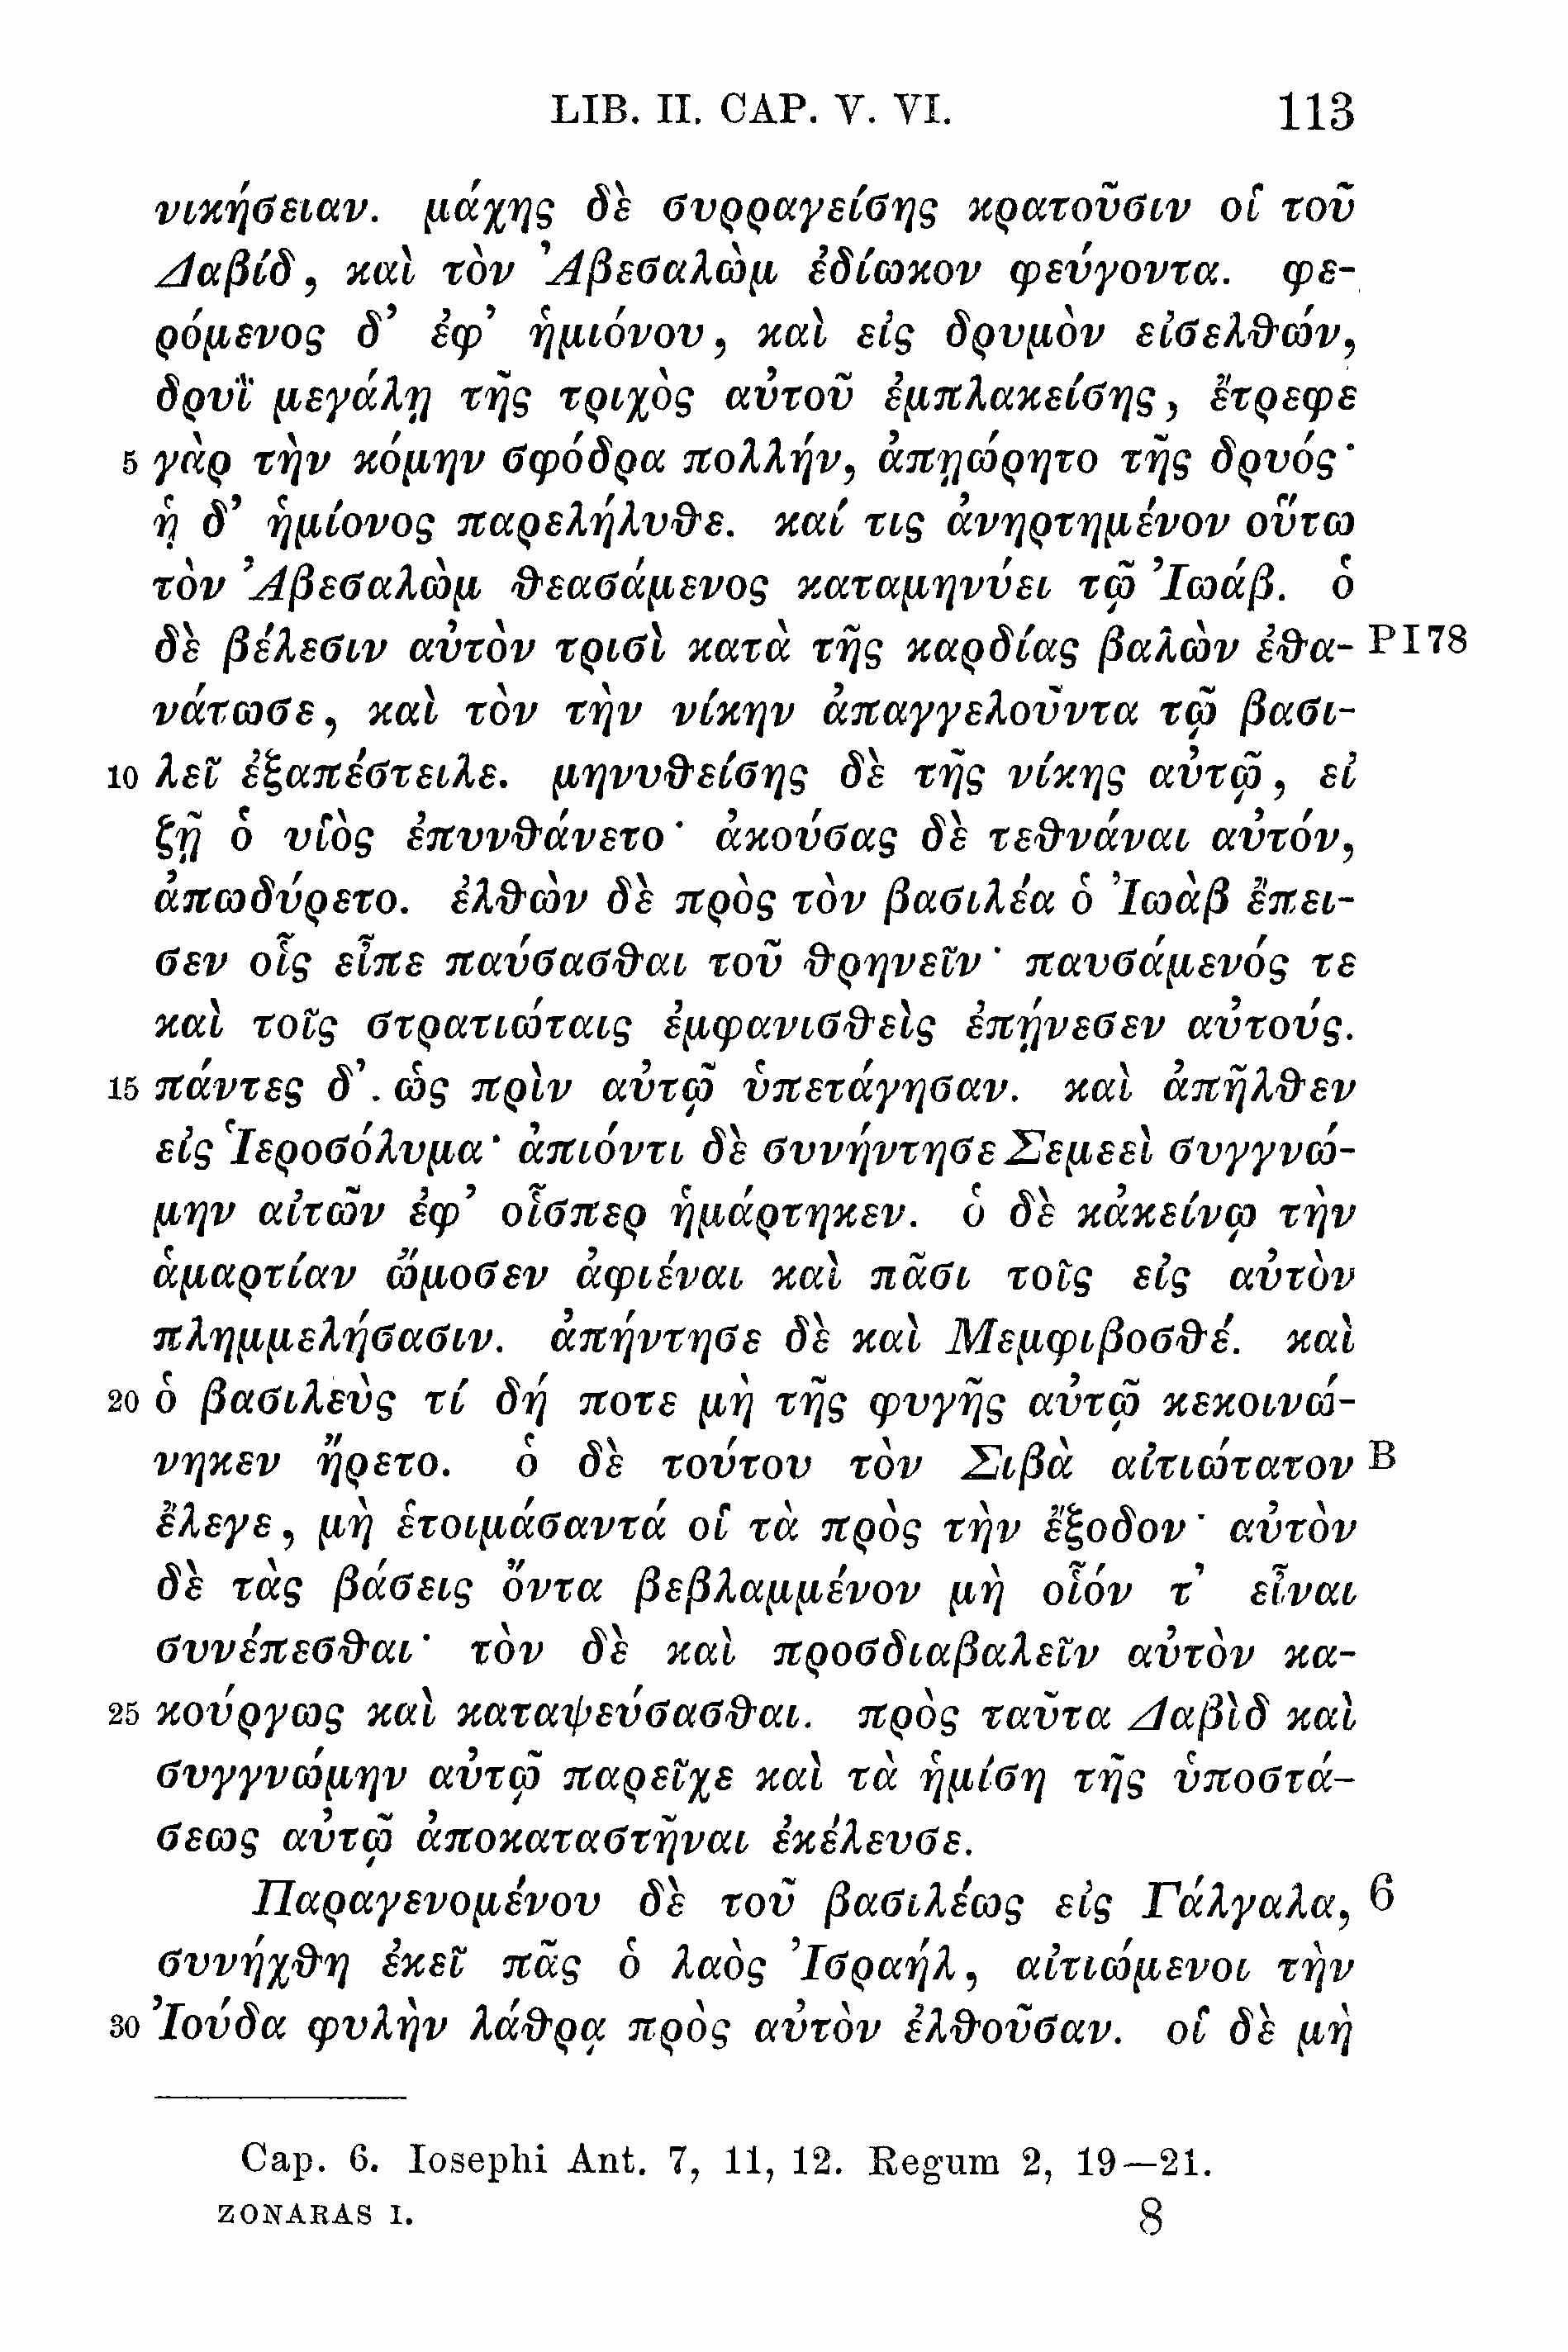 LIB. II. CAP. V. VI. 113
νικήσειαν. μάχης δὲ συρραγείσης κρατοῦσιν οἱ τοῦ
Δαβίδ, καὶ τὸν Ἀβεσαλὼμ ἐδίωκον φεύγοντα. φε-
ρόμενος δ’ ἐφ’ ἡμιόνου, καὶ εἰς δρυμὸν εἰσελθών,
δρυῒ μεγάλῃ τῆς τριχὸς αὐτοῦ ἐμπλακείσης, ἔτρεφε
5 γὰρ τὴν κόμην σφόδρα πολλήν, ἀπῃώρητο τῆς δρυός·
ἡ δ’ ἡμίονος παρελήλυθε. καί τις ἀνηρτημένον οὕτω
τὸν Ἀβεσαλὼμ θεασάμενος καταμηνύει τῷ Ἰωάβ. ὁ
δὲ βέλεσιν αὐτὸν τρισὶ κατὰ τῆς καρδίας βαλὼν ἐθα- P I 78
νάτωσε, καὶ τὸν τὴν νίκην ἀπαγγελοῦντα τῷ βασι-
10 λεῖ ἐξαπέστειλε. μηνυθείσης δὲ τῆς νίκης αὐτῷ, εἰ
ζῇ ὁ υἱὸς ἐπυνθάνετο· ἀκούσας δὲ τεθνάναι αὐτόν,
ἀπωδύρετο. ἐλθὼν δὲ πρὸς τὸν βασιλέα ὁ Ἰωὰβ ἔπει-
σεν οἷς εἶπε παύσασθαι τοῦ θρηνεῖν· παυσάμενός τε
καὶ τοῖς στρατιώταις ἐμφανισθεὶς ἐπῄνεσεν αὐτούς.
15 πάντες δ’. ὡς πρὶν αὐτῷ ὑπετάγησαν. καὶ ἀπῆλθεν
εἰς Ἱεροσόλυμα· ἀπιόντι δὲ συνήντησε Σεμεεὶ συγγνώ-
μην αἰτῶν ἐφ’ οἷσπερ ἡμάρτηκεν. ὁ δὲ κἀκείνῳ τὴν
ἁμαρτίαν ὤμοσεν ἀφιέναι καὶ πᾶσι τοῖς εἰς αὐτὸν
πλημμελήσασιν. ἀπήντησε δὲ καὶ Μεμφιβοσθέ. καὶ
20 ὁ βασιλεὺς τί δή ποτε μὴ τῆς φυγῆς αὐτῷ κεκοινώ-
νηκεν ἤρετο. ὁ δὲ τούτου τὸν Σιβὰ αἰτιώτατον B
ἔλεγε, μὴ ἑτοιμάσαντά οἱ τὰ πρὸς τὴν ἔξοδον· αὐτὸν
δὲ τὰς βάσεις ὄντα βεβλαμμένον μὴ οἷόν τ’ εἶναι
συνέπεσθαι· τὸν δὲ καὶ προσδιαβαλεῖν αὐτὸν κα-
25 κούργως καὶ καταψεύσασθαι. πρὸς ταῦτα Δαβὶδ καὶ
συγγνώμην αὐτῷ παρεῖχε καὶ τὰ ἡμίση τῆς ὑποστά-
σεως αὐτῷ ἀποκαταστῆναι ἐκέλευσε.
Παραγενομένου δὲ τοῦ βασιλέως εἰς Γάλγαλα, 6
συνήχθη ἐκεῖ πᾶς ὁ λαὸς Ἰσραήλ, αἰτιώμενοι τὴν
30 Ἰούδα φυλὴν λάθρᾳ πρὸς αὐτὸν ἐλθοῦσαν. οἱ δὲ μὴ
Cap. 6. Iosephi Ant. 7, 11, 12. Regum 2, 19—21.
ZONARAS I. 8